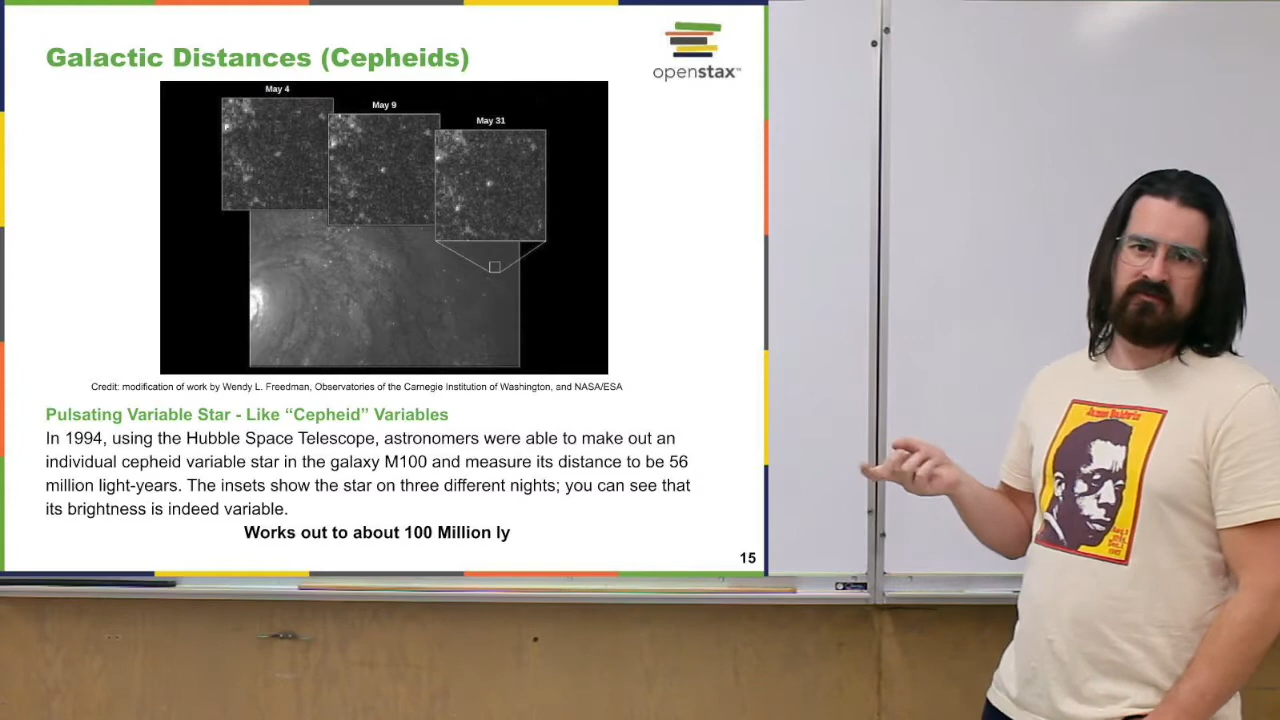 Galactic Distances (Cepheids)
openstax™
May 4
May 9
May 31
Credit: modification of work by Wendy L. Freedman, Observatories of the Carnegie Institution of Washington, and NASA/ESA
Pulsating Variable Star - Like “Cepheid” Variables
In 1994, using the Hubble Space Telescope, astronomers were able to make out an
individual cepheid variable star in the galaxy M100 and measure its distance to be 56
million light-years. The insets show the star on three different nights; you can see that
its brightness is indeed variable.
Works out to about 100 Million ly
15
James Baldwin